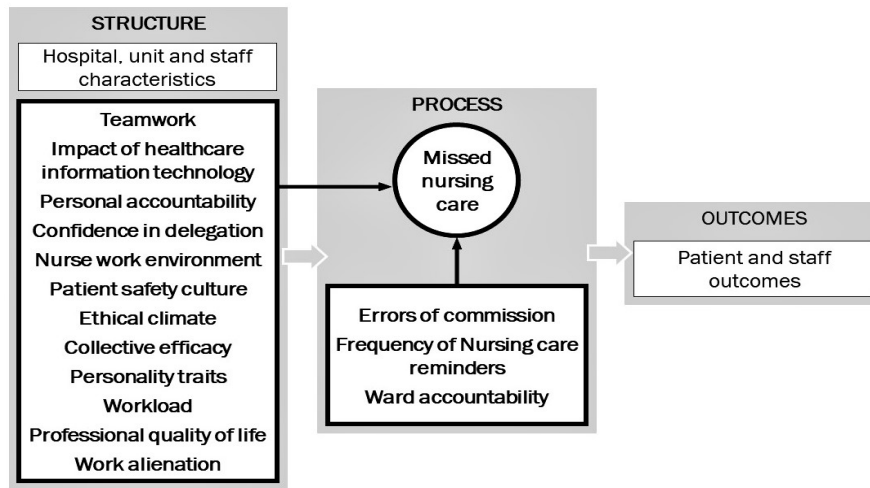 STRUCTURE
Hospital, unit and staff
characteristics
Teamwork
Impact of healthcare
information technology
Personal accountability
Confidence in delegation
Nurse work environment
Patient safety culture
Ethical climate
Collective efficacy
Personality traits
Workload
Professional quality of life
Work alienation
PROCESS
Missed
nursing
care
Errors of commission
Frequency of Nursing care
reminders
Ward accountability
OUTCOMES
Patient and staff
outcomes